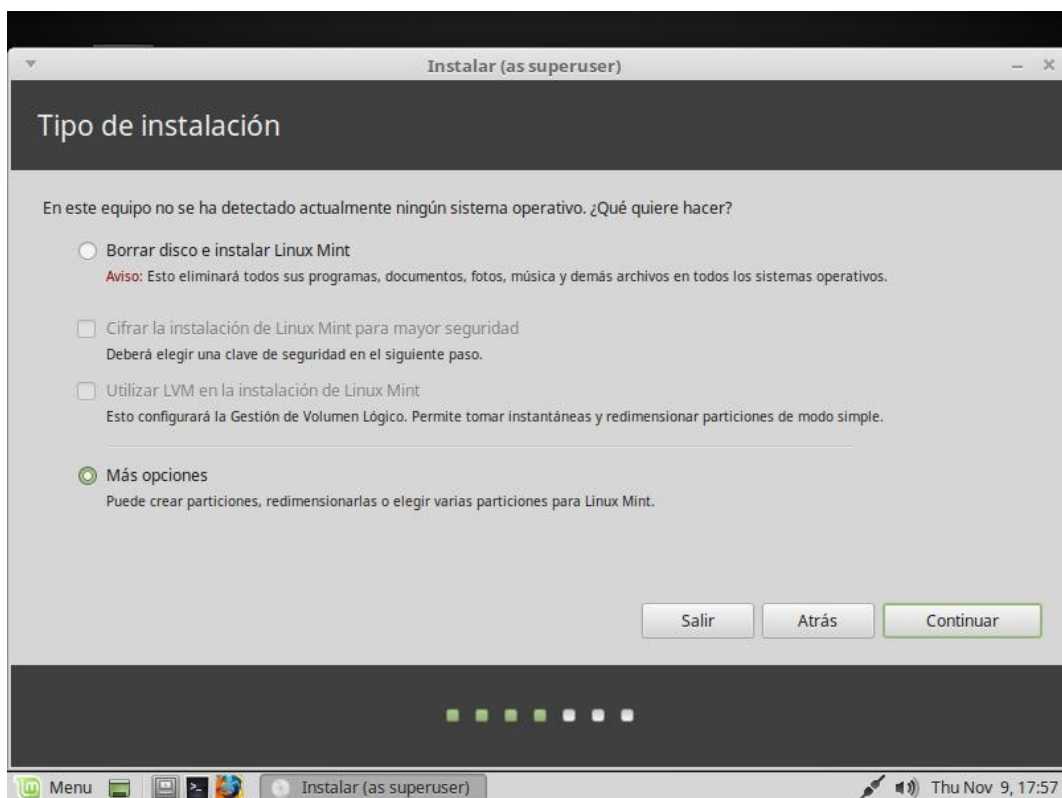 Instalar (as superuser)
Tipo de instalación
En este equipo no se ha detectado actualmente ningún sistema operativo. ¿Qué quiere hacer?
Borrar disco e instalar Linux Mint
Aviso: Esto eliminará todos sus programas, documentos, fotos, música y demás archivos en todos los sistemas operativos.
Cifrar la instalación de Linux Mint para mayor seguridad
Deberá elegir una clave de seguridad en el siguiente paso.
Utilizar LVM en la instalación de Linux Mint
Esto configurará la Gestión de Volumen Lógico. Permite tomar instantáneas y redimensionar particiones de modo simple.
Más opciones
Puede crear particiones, redimensionarlas o elegir varias particiones para Linux Mint.
Salir Atrás Continuar
Menu Instalar (as superuser) Thu Nov 9, 17:57